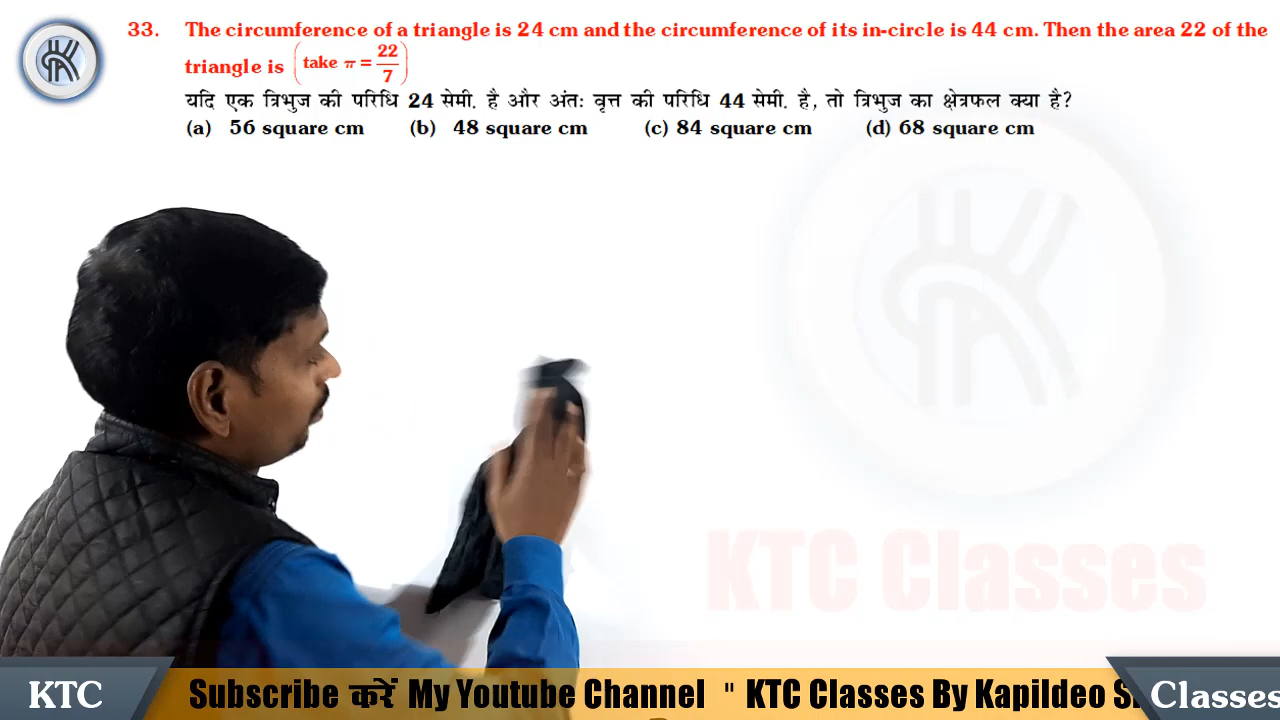 33. The circumference of a triangle is 24 cm and the circumference of its in-circle is 44 cm. Then the area 22 of the
triangle is (take π = 22/7)
यदि एक त्रिभुज की परिधि 24 सेमी. है और अंतः वृत्त की परिधि 44 सेमी. है, तो त्रिभुज का क्षेत्रफल क्या है?
(a) 56 square cm (b) 48 square cm (c) 84 square cm (d) 68 square cm
KTC Classes
KTC Subscribe करें My Youtube Channel " KTC Classes By Kapildeo Classes